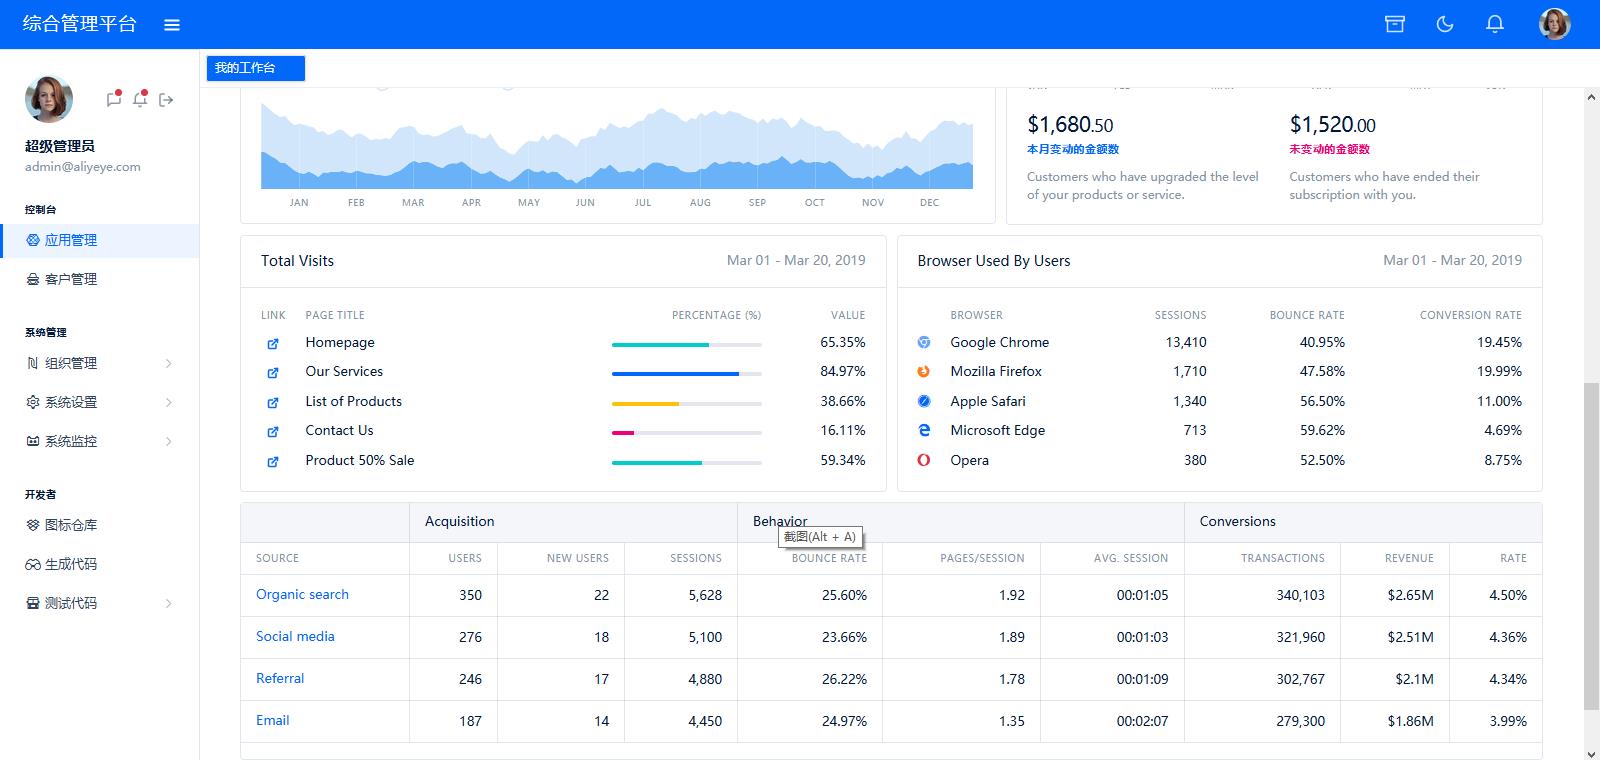 综合管理平台
我的工作台
超级管理员
admin@aliyeye.com
控制台
应用管理
客户管理
系统管理
组织管理
系统设置
系统监控
开发者
图标仓库
生成代码
测试代码
JAN FEB MAR APR MAY JUN JUL AUG SEP OCT NOV DEC
$1,680.50
本月变动的金额数
Customers who have upgraded the level
of your products or service.
$1,520.00
未变动的金额数
Customers who have ended their
subscription with you.
Total Visits Mar 01 - Mar 20, 2019
LINK PAGE TITLE PERCENTAGE (%) VALUE
Homepage 65.35%
Our Services 84.97%
List of Products 38.66%
Contact Us 16.11%
Product 50% Sale 59.34%
Browser Used By Users Mar 01 - Mar 20, 2019
BROWSER SESSIONS BOUNCE RATE CONVERSION RATE
Google Chrome 13,410 40.95% 19.45%
Mozilla Firefox 1,710 47.58% 19.99%
Apple Safari 1,340 56.50% 11.00%
Microsoft Edge 713 59.62% 4.69%
Opera 380 52.50% 8.75%
Acquisition Behavior Conversions
截图(Alt + A)
SOURCE USERS NEW USERS SESSIONS BOUNCE RATE PAGES/SESSION AVG. SESSION TRANSACTIONS REVENUE RATE
Organic search 350 22 5,628 25.60% 1.92 00:01:05 340,103 $2.65M 4.50%
Social media 276 18 5,100 23.66% 1.89 00:01:03 321,960 $2.51M 4.36%
Referral 246 17 4,880 26.22% 1.78 00:01:09 302,767 $2.1M 4.34%
Email 187 14 4,450 24.97% 1.35 00:02:07 279,300 $1.86M 3.99%